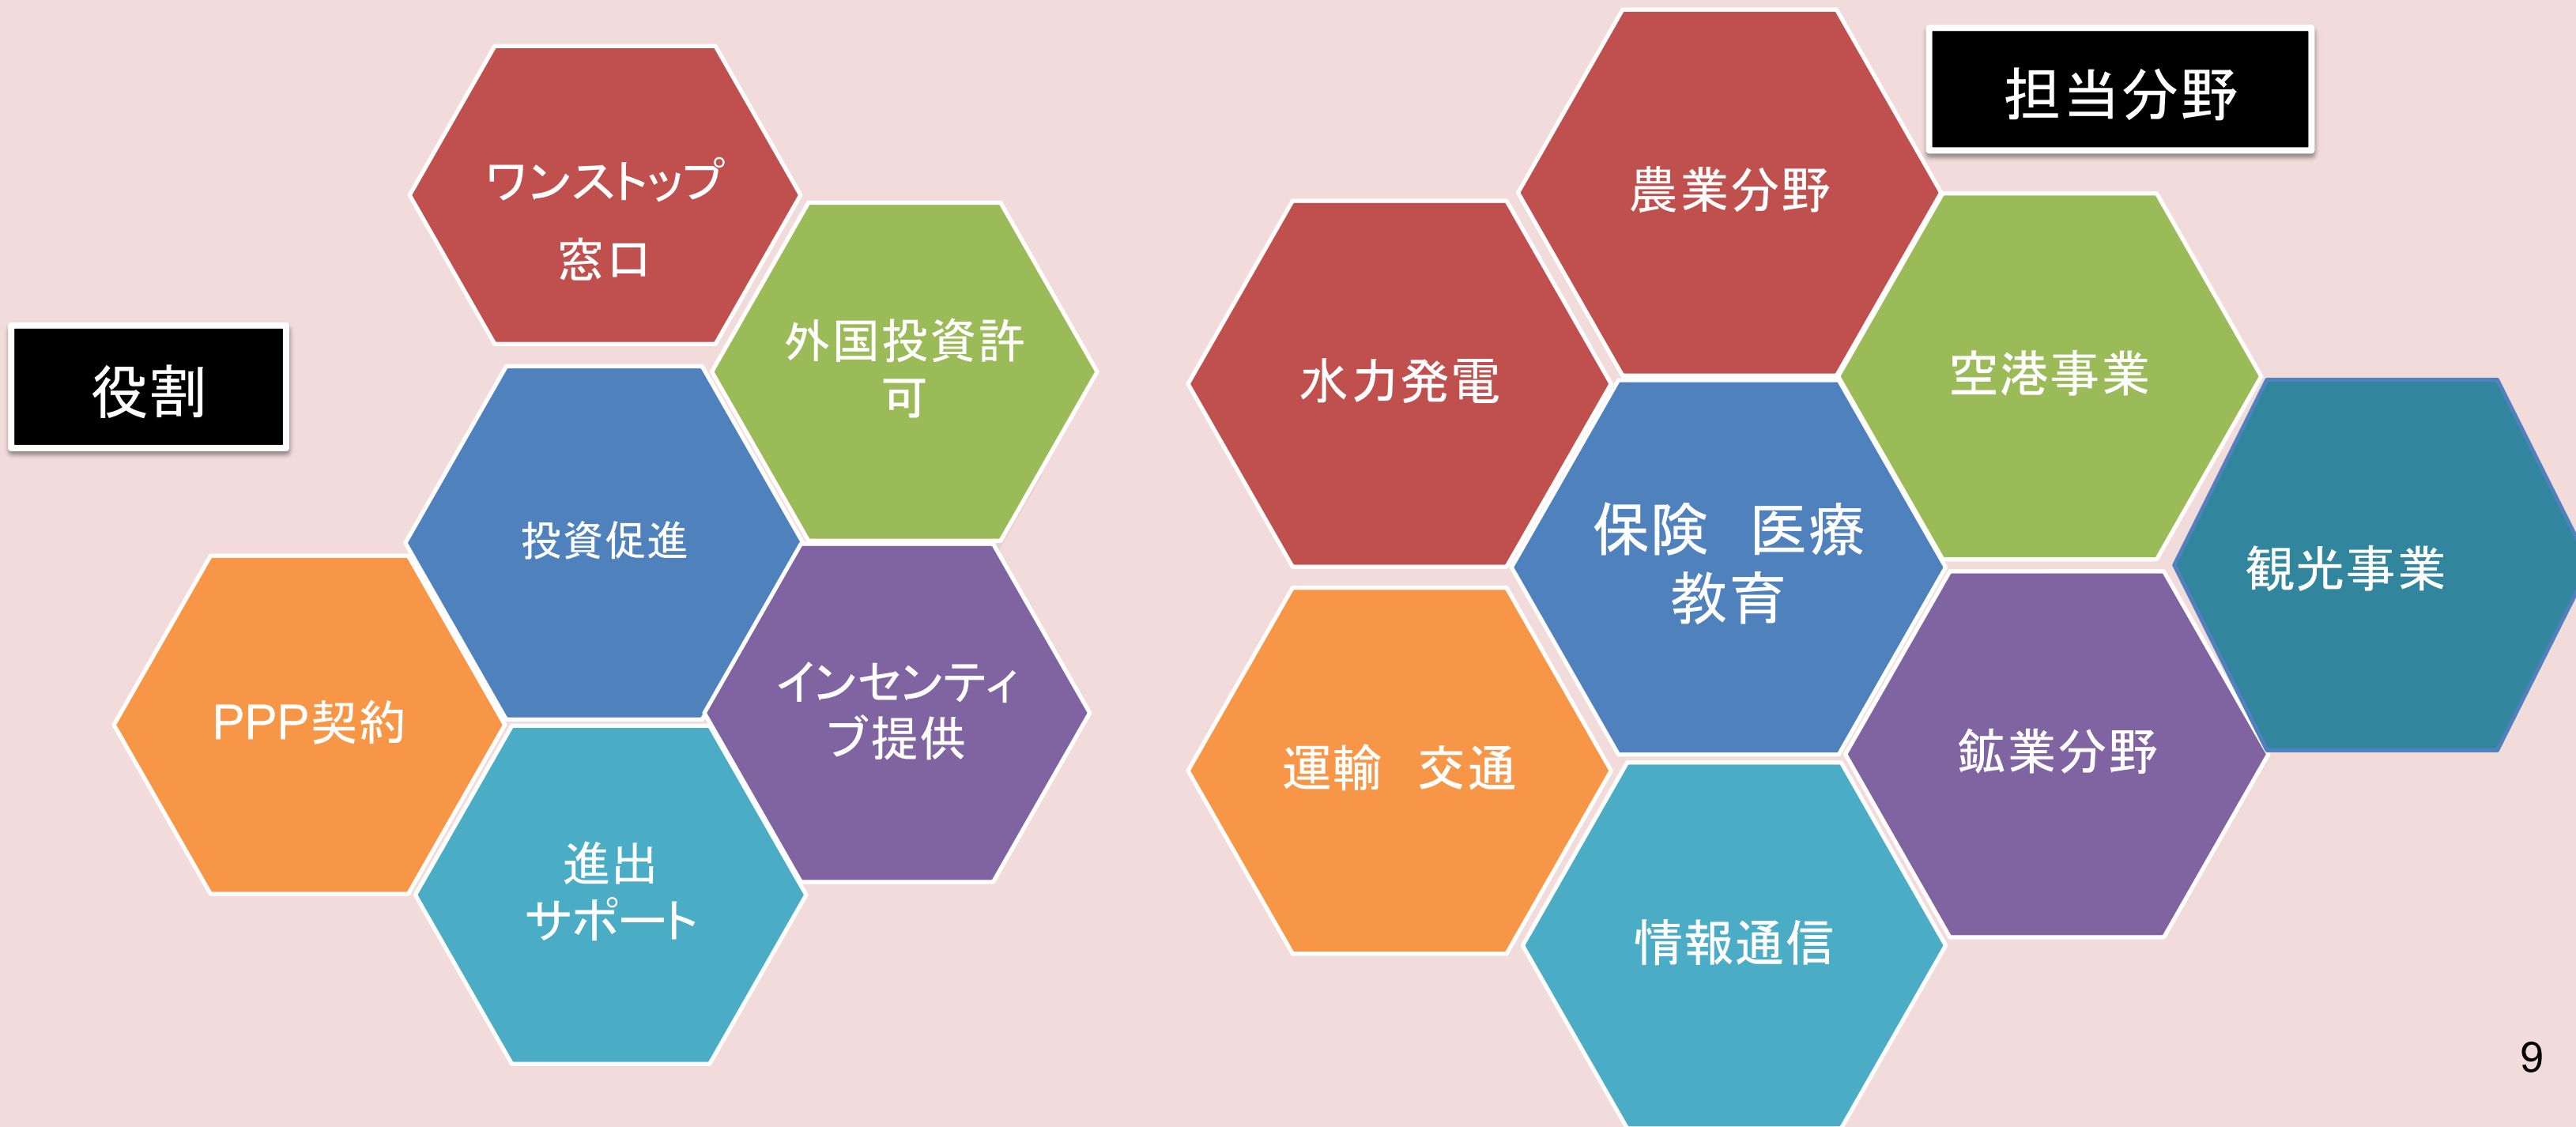 役割
ワンストップ
窓口
外国投資許
可
投資促進
インセンティ
ブ提供
PPP契約
進出
サポート
担当分野
農業分野
水力発電
空港事業
保険　医療
教育
観光事業
運輸　交通
鉱業分野
情報通信
9